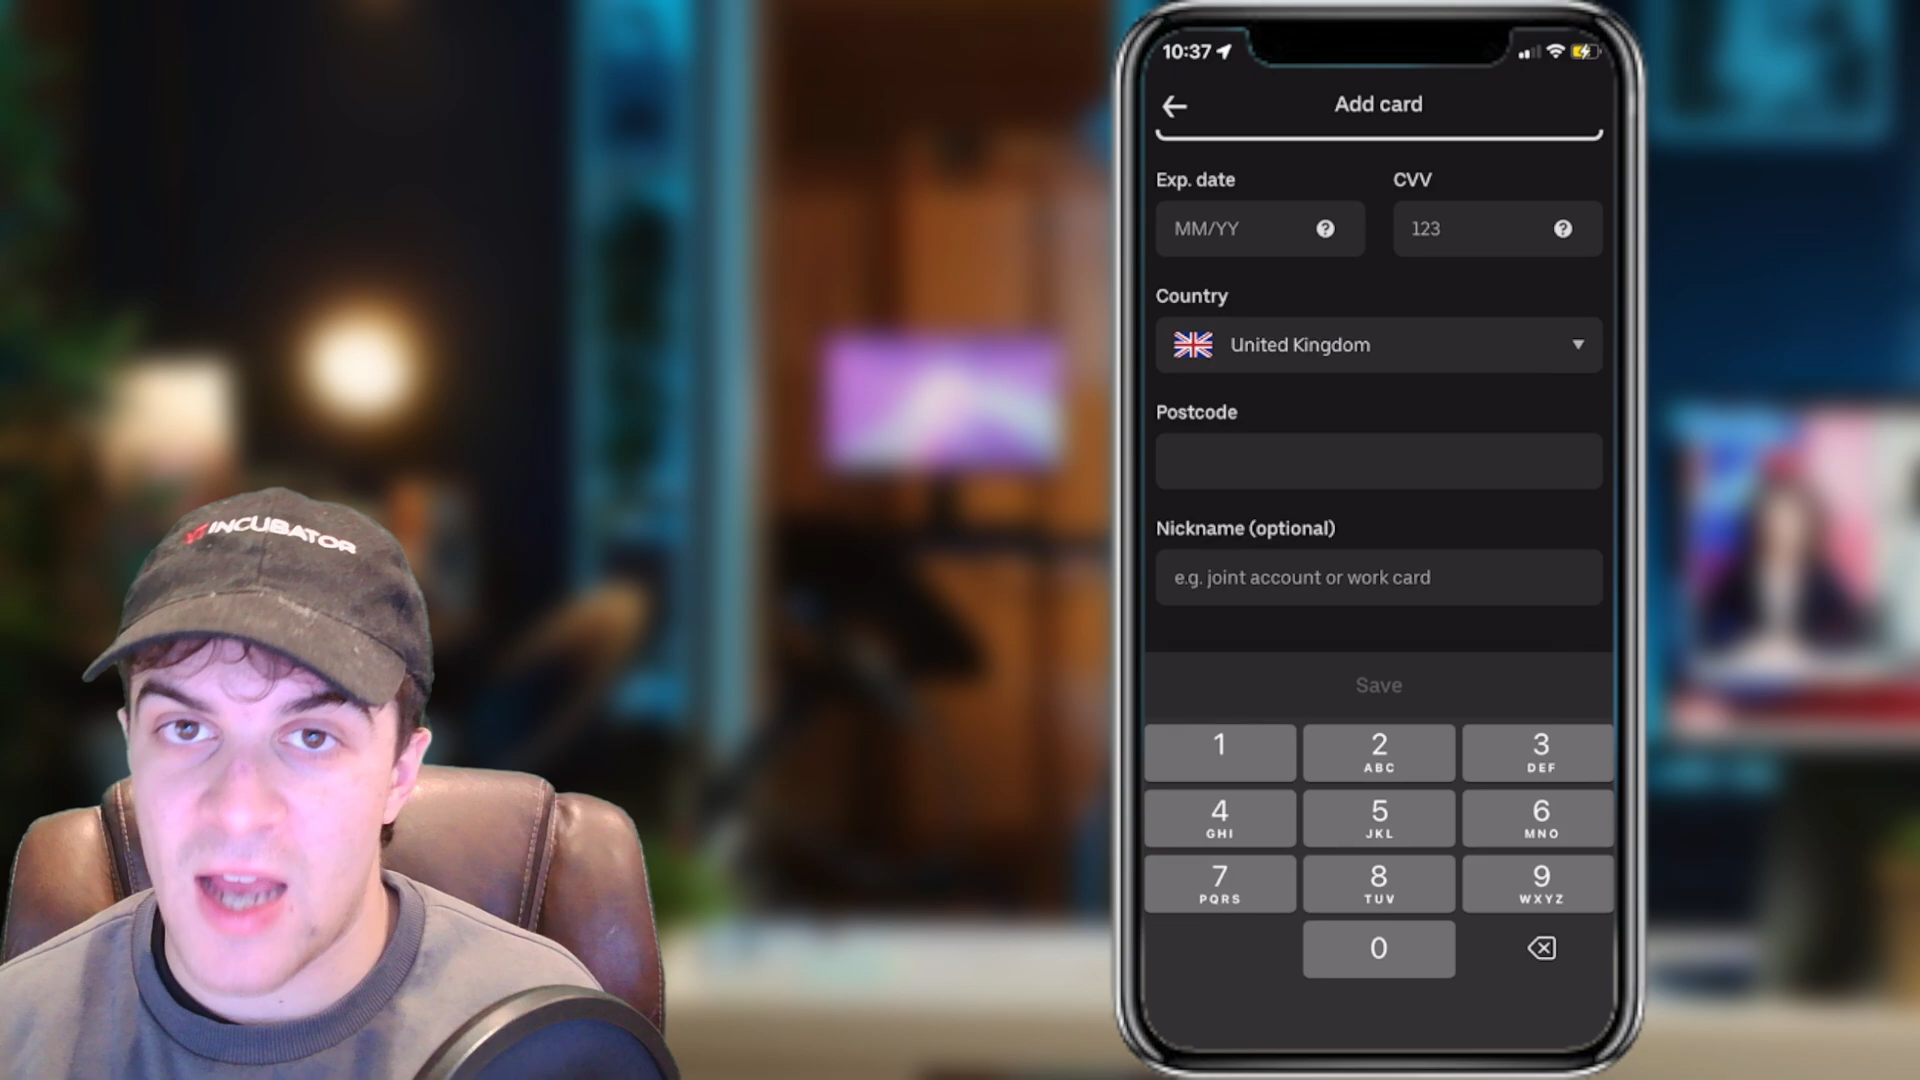 YTINCUBATOR
10:37
Add card
Exp. date
CVV
MM/YY
?
123
?
Country
United Kingdom
Postcode
Nickname (optional)
e.g. joint account or work card
Save
1
2
3
ABC
DEF
4
5
6
GHI
JKL
MNO
7
8
9
PQRS
TUV
WXYZ
0